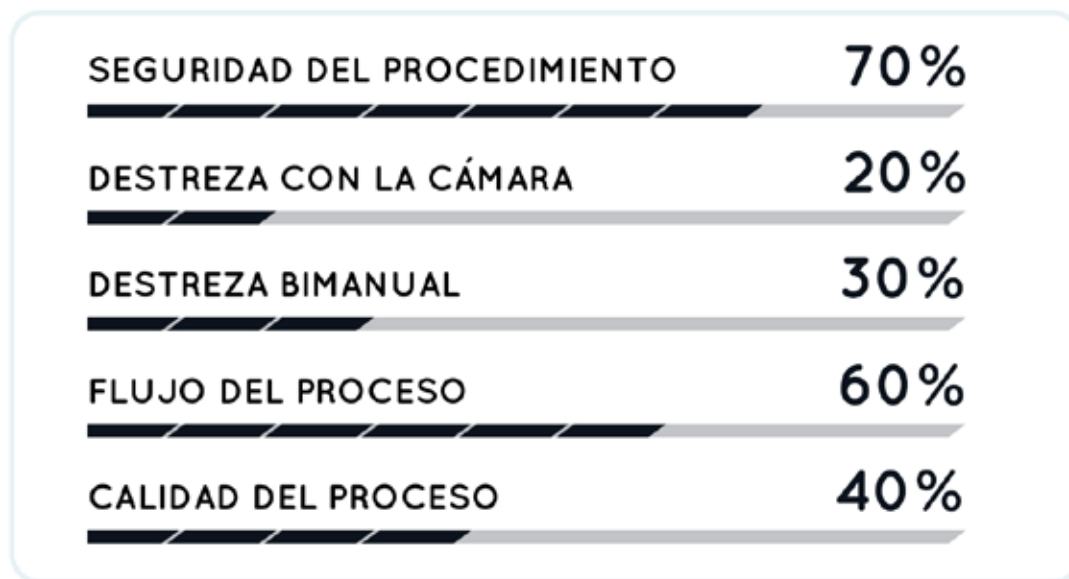 SEGURIDAD DEL PROCEDIMIENTO 70%
DESTREZA CON LA CÁMARA 20%
DESTREZA BIMANUAL 30%
FLUJO DEL PROCESO 60%
CALIDAD DEL PROCESO 40%